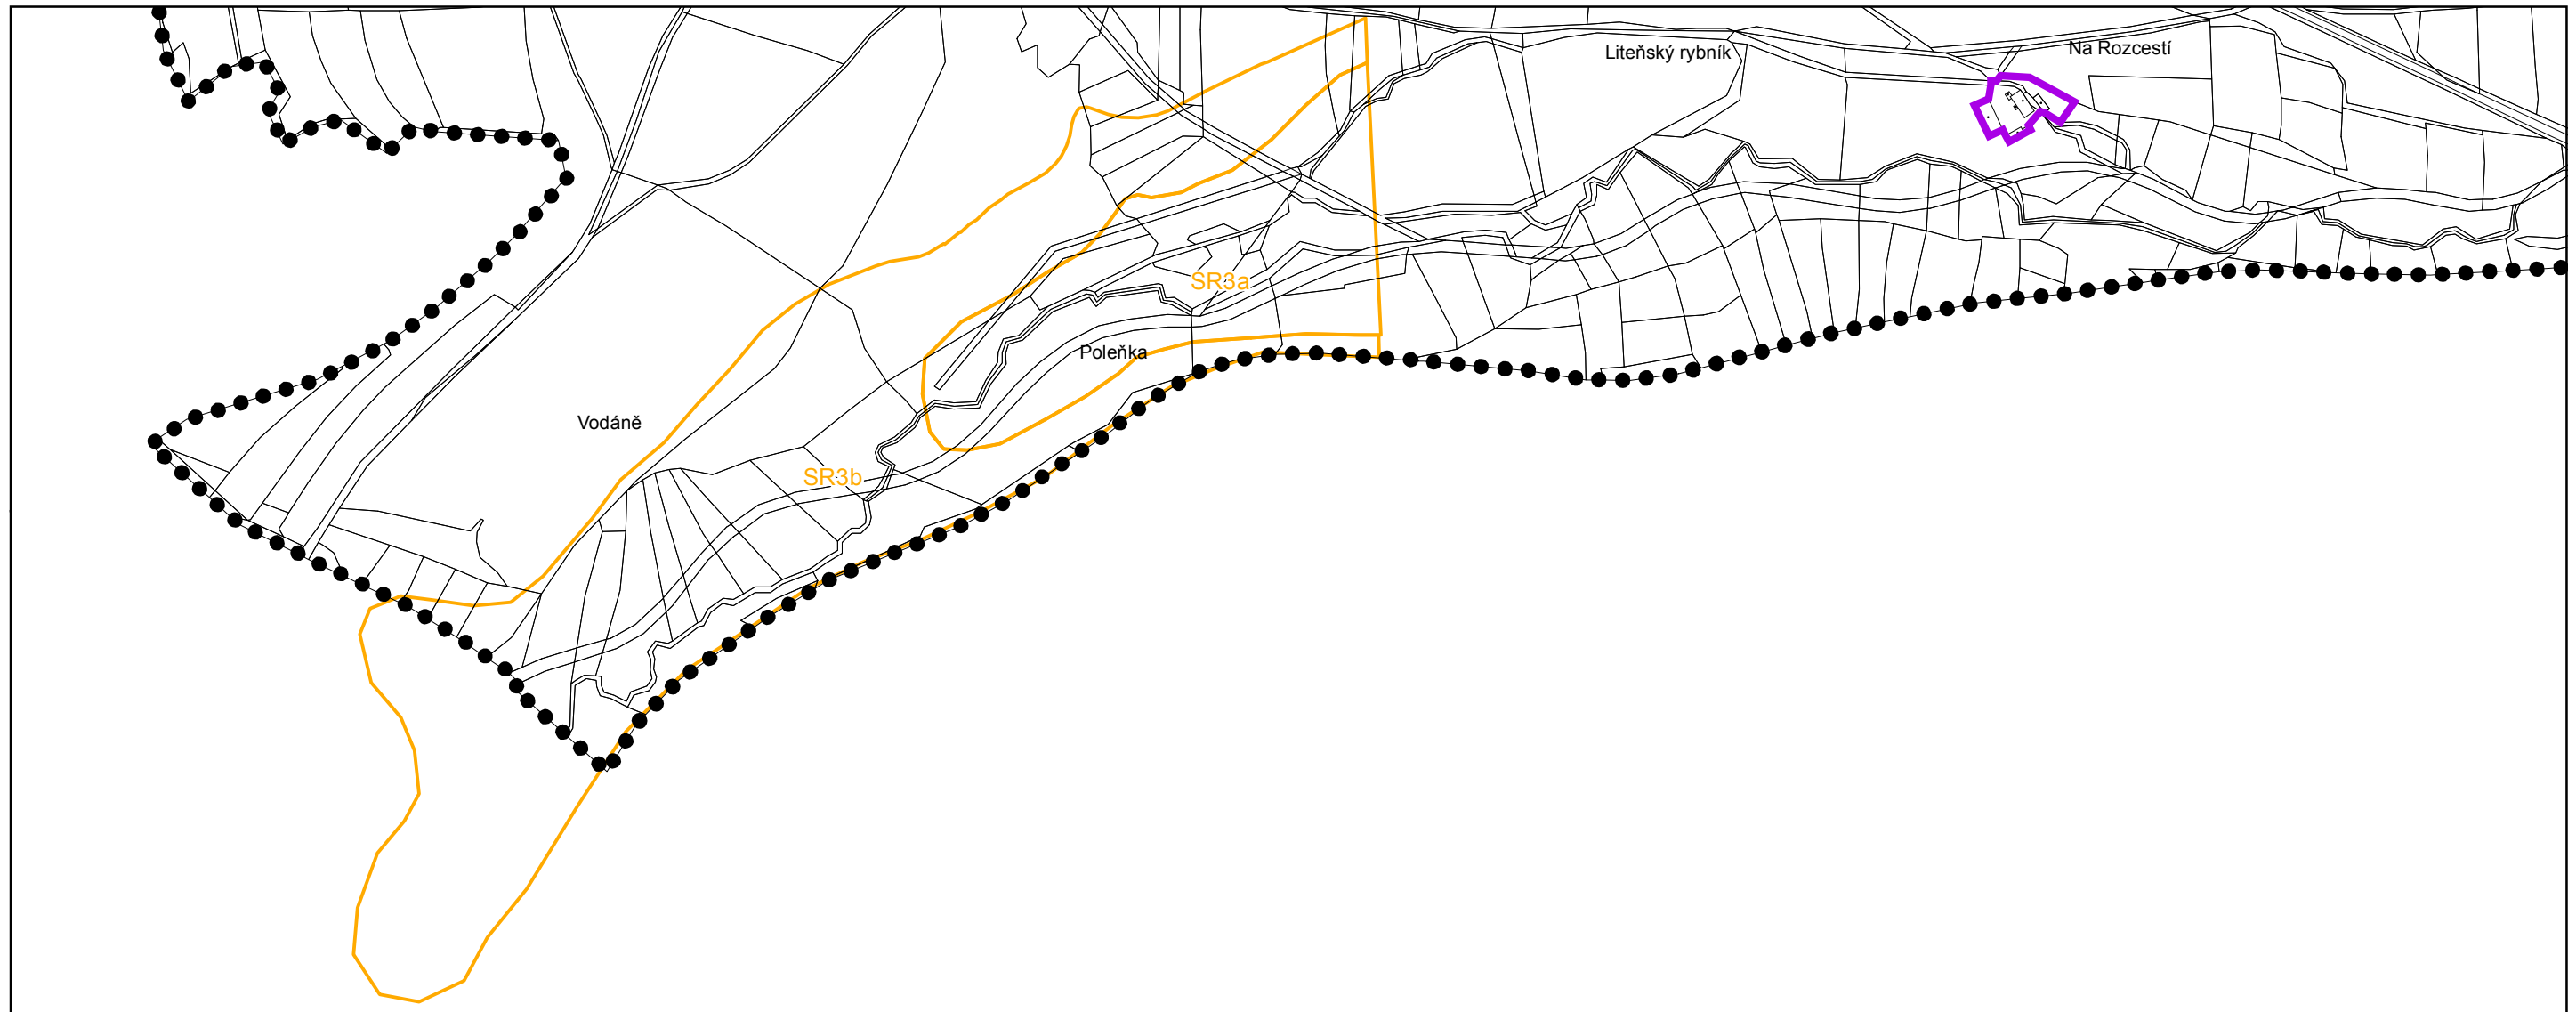 Na Rozcestí
Liteňský rybník
SR3a
Poleňka
Vodáně
SR3b